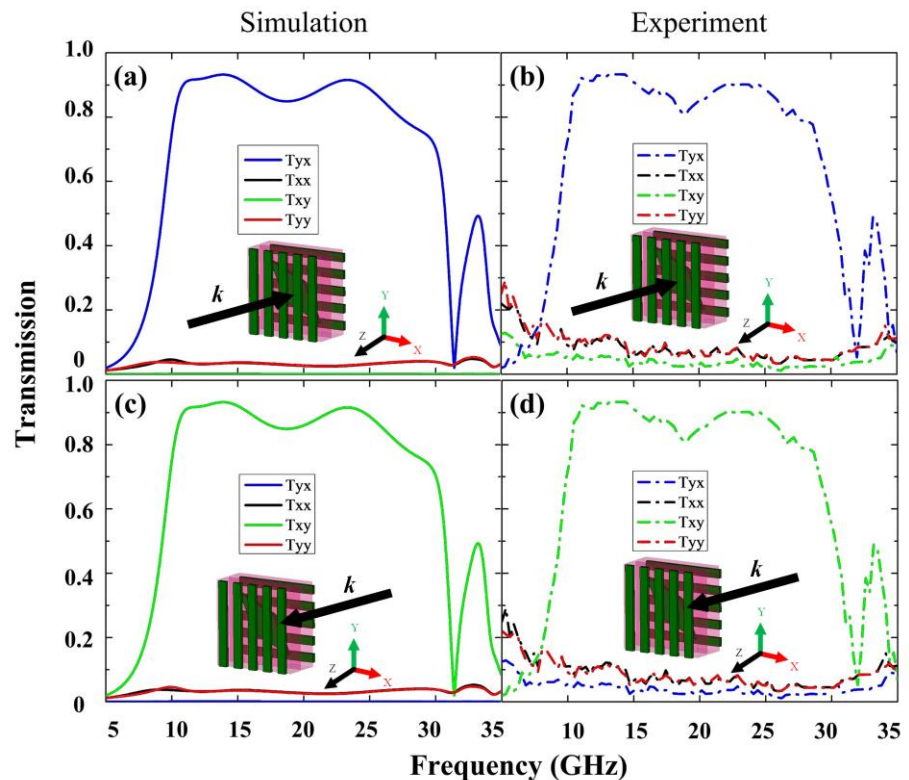 Simulation Experiment
Transmission
1.0
0.8
0.6
0.4
0.2
0
(a)
Tyx
Txx
Txy
Tyy
k
Y
Z
X
(b)
Tyx
Txx
Txy
Tyy
k
Y
Z
X
1.0
0.8
0.6
0.4
0.2
0
(c)
Tyx
Txx
Txy
Tyy
k
Y
Z
X
(d)
Tyx
Txx
Txy
Tyy
k
Y
Z
X
5 10 15 20 25 30 35 10 15 20 25 30 35
Frequency (GHz)